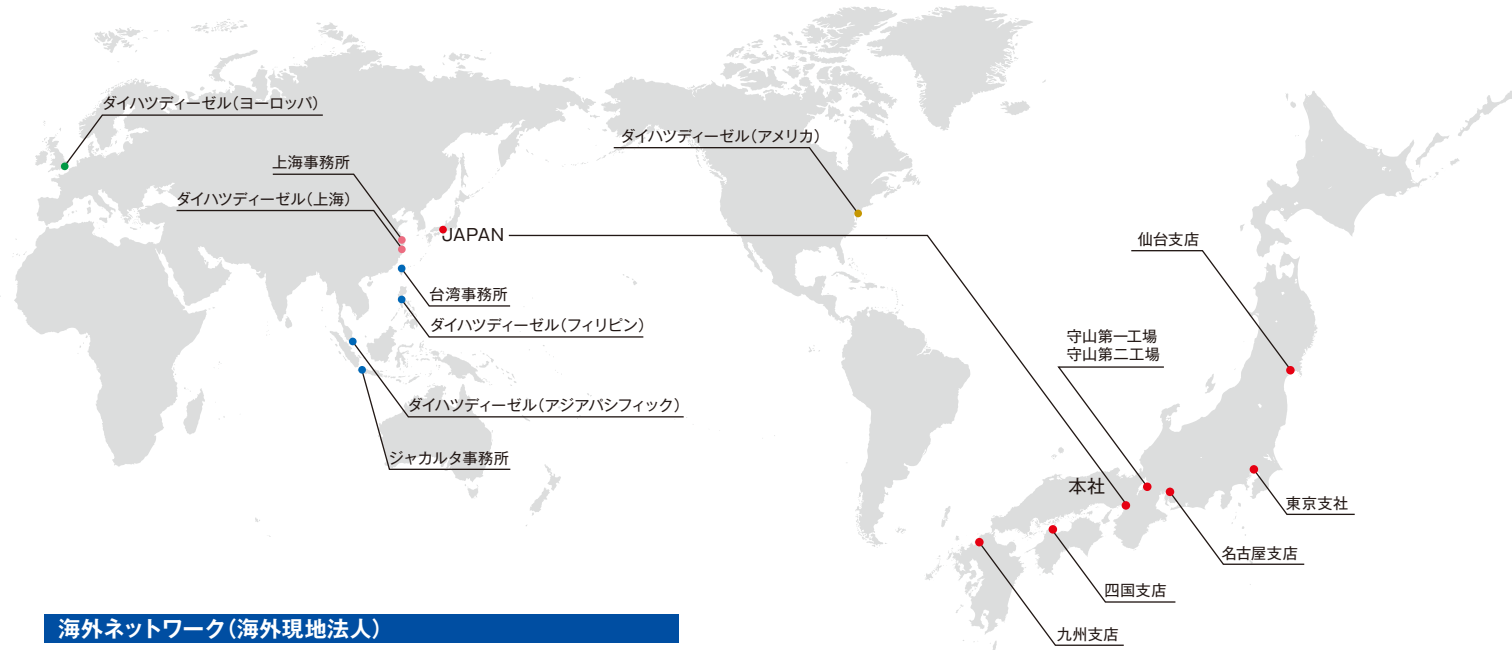 ダイハツディーゼル(ヨーロッパ)
上海事務所
ダイハツディーゼル(上海)
JAPAN
台湾事務所
ダイハツディーゼル(フィリピン)
ダイハツディーゼル(アジアパシフィック)
ジャカルタ事務所
ダイハツディーゼル(アメリカ)
仙台支店
守山第一工場
守山第二工場
本社
東京支社
名古屋支店
四国支店
九州支店
海外ネットワーク(海外現地法人)